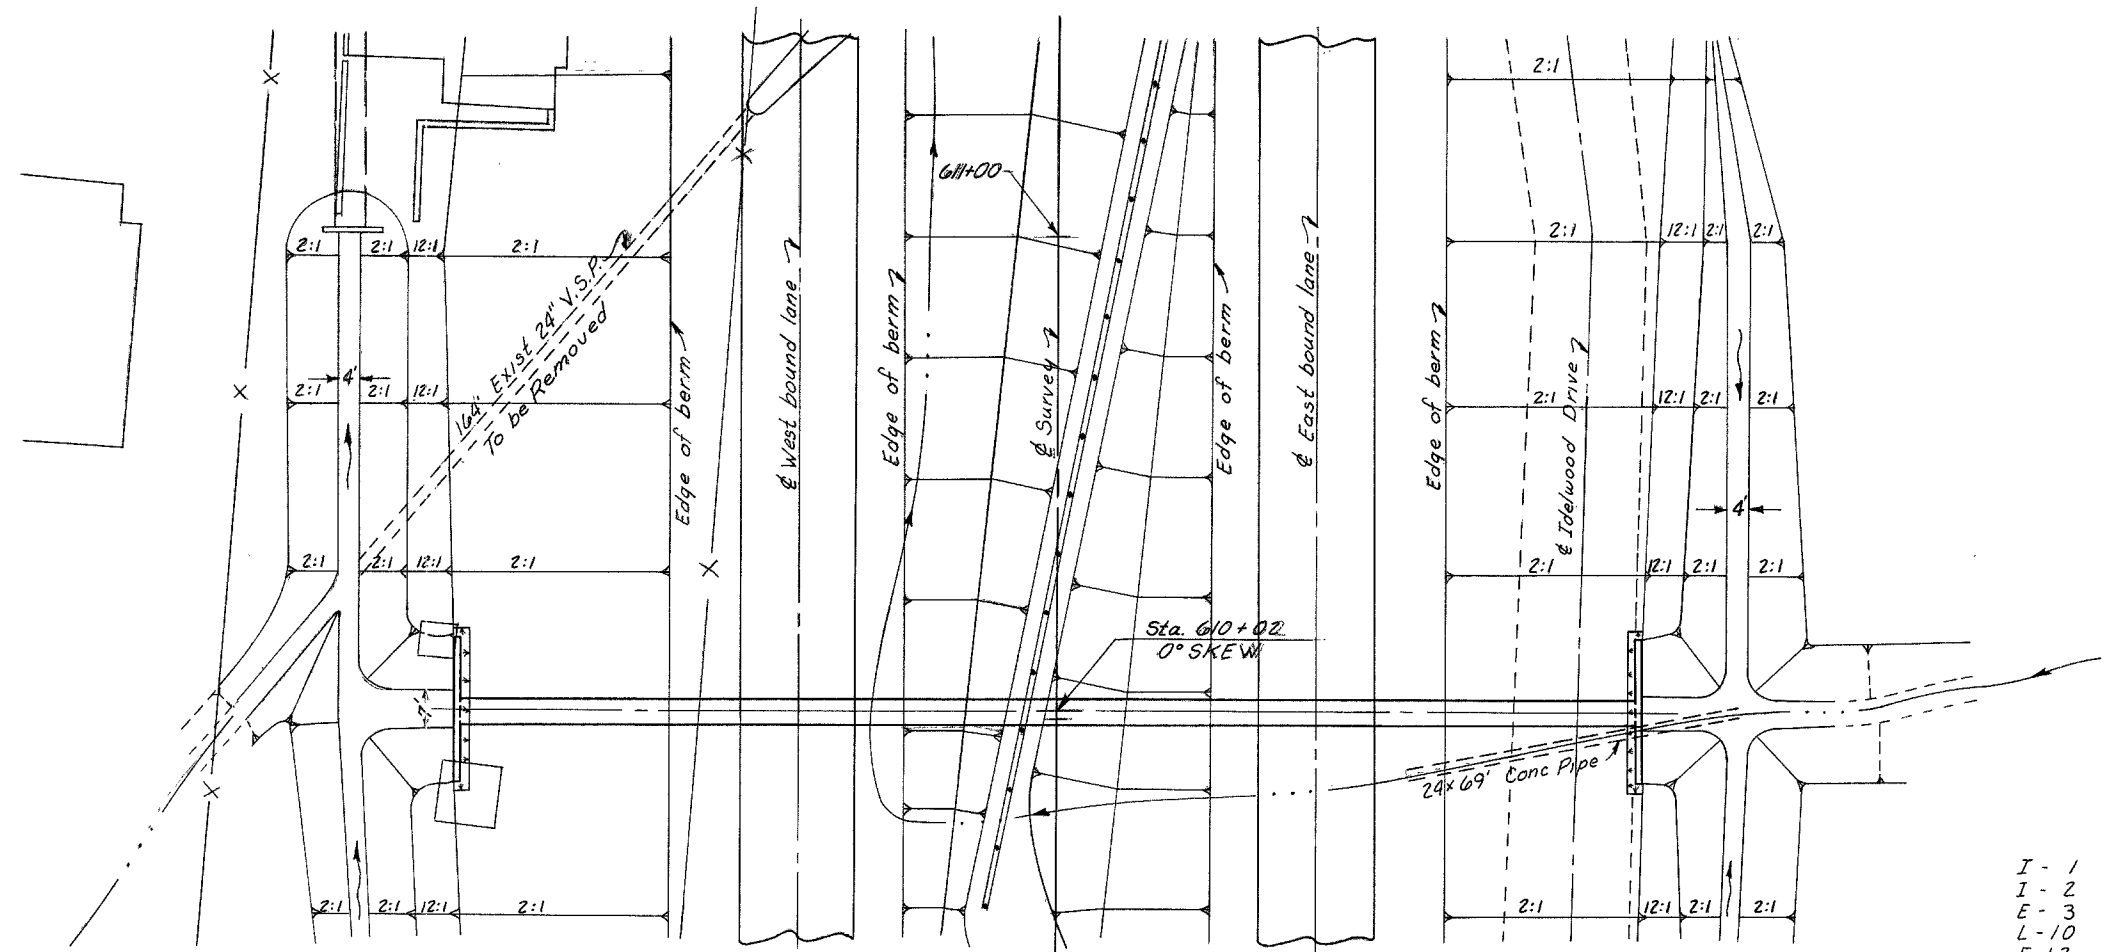 2:1
611+00
2:1 2:1 12:1 2:1
2:1 12:1 2:1 2:1
164' Exist 24" V.S.P.
To be Removed
Edge of berm
₵ West bound lane
Edge of berm
₵ Survey
Edge of berm
₵ East bound lane
Edge of berm
₵ Idelwood Drive
4'
2:1 2:1 12:1
2:1 12:1 2:1 2:1
4'
2:1 2:1 12:1 2:1
2:1 12:1 2:1 2:1
Sta. 610+02
0° SKEW
7'
24x69' Conc Pipe
2:1 2:1 12:1 2:1
2:1 12:1 2:1 2:1
I - 1
I - 2
E - 3
L - 10